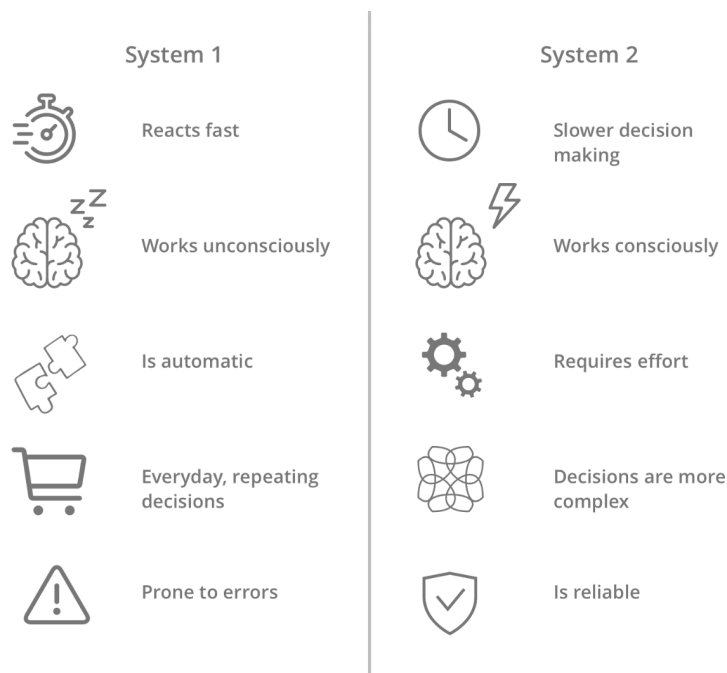 System 1
Reacts fast
Works unconsciously
zzz
Is automatic
Everyday, repeating
decisions
Prone to errors
System 2
Slower decision
making
Works consciously
Requires effort
Decisions are more
complex
Is reliable